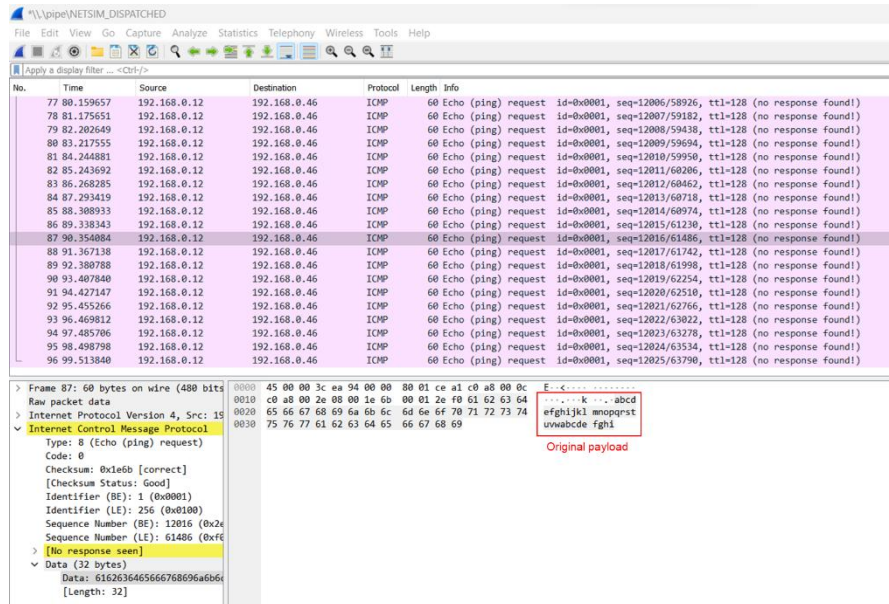 *\\.\pipe\NETSIM_DISPATCHED
File Edit View Go Capture Analyze Statistics Telephony Wireless Tools Help
Apply a display filter ... <Ctrl-/>
No. Time Source Destination Protocol Length Info
77 80.159657 192.168.0.12 192.168.0.46 ICMP 60 Echo (ping) request id=0x0001, seq=12006/58926, ttl=128 (no response found!)
78 81.175651 192.168.0.12 192.168.0.46 ICMP 60 Echo (ping) request id=0x0001, seq=12007/59182, ttl=128 (no response found!)
79 82.202649 192.168.0.12 192.168.0.46 ICMP 60 Echo (ping) request id=0x0001, seq=12008/59438, ttl=128 (no response found!)
80 83.217555 192.168.0.12 192.168.0.46 ICMP 60 Echo (ping) request id=0x0001, seq=12009/59694, ttl=128 (no response found!)
81 84.244881 192.168.0.12 192.168.0.46 ICMP 60 Echo (ping) request id=0x0001, seq=12010/59950, ttl=128 (no response found!)
82 85.243692 192.168.0.12 192.168.0.46 ICMP 60 Echo (ping) request id=0x0001, seq=12011/60206, ttl=128 (no response found!)
83 86.268285 192.168.0.12 192.168.0.46 ICMP 60 Echo (ping) request id=0x0001, seq=12012/60462, ttl=128 (no response found!)
84 87.293419 192.168.0.12 192.168.0.46 ICMP 60 Echo (ping) request id=0x0001, seq=12013/60718, ttl=128 (no response found!)
85 88.308933 192.168.0.12 192.168.0.46 ICMP 60 Echo (ping) request id=0x0001, seq=12014/60974, ttl=128 (no response found!)
86 89.338343 192.168.0.12 192.168.0.46 ICMP 60 Echo (ping) request id=0x0001, seq=12015/61230, ttl=128 (no response found!)
87 90.354084 192.168.0.12 192.168.0.46 ICMP 60 Echo (ping) request id=0x0001, seq=12016/61486, ttl=128 (no response found!)
88 91.367138 192.168.0.12 192.168.0.46 ICMP 60 Echo (ping) request id=0x0001, seq=12017/61742, ttl=128 (no response found!)
89 92.380788 192.168.0.12 192.168.0.46 ICMP 60 Echo (ping) request id=0x0001, seq=12018/61998, ttl=128 (no response found!)
90 93.407840 192.168.0.12 192.168.0.46 ICMP 60 Echo (ping) request id=0x0001, seq=12019/62254, ttl=128 (no response found!)
91 94.427147 192.168.0.12 192.168.0.46 ICMP 60 Echo (ping) request id=0x0001, seq=12020/62510, ttl=128 (no response found!)
92 95.455266 192.168.0.12 192.168.0.46 ICMP 60 Echo (ping) request id=0x0001, seq=12021/62766, ttl=128 (no response found!)
93 96.469812 192.168.0.12 192.168.0.46 ICMP 60 Echo (ping) request id=0x0001, seq=12022/63022, ttl=128 (no response found!)
94 97.485706 192.168.0.12 192.168.0.46 ICMP 60 Echo (ping) request id=0x0001, seq=12023/63278, ttl=128 (no response found!)
95 98.498798 192.168.0.12 192.168.0.46 ICMP 60 Echo (ping) request id=0x0001, seq=12024/63534, ttl=128 (no response found!)
96 99.513840 192.168.0.12 192.168.0.46 ICMP 60 Echo (ping) request id=0x0001, seq=12025/63790, ttl=128 (no response found!)
> Frame 87: 60 bytes on wire (480 bits
Raw packet data
> Internet Protocol Version 4, Src: 19
Internet Control Message Protocol
Type: 8 (Echo (ping) request)
Code: 0
Checksum: 0x1e6b [correct]
[Checksum Status: Good]
Identifier (BE): 1 (0x0001)
Identifier (LE): 256 (0x0100)
Sequence Number (BE): 12016 (0x2e
Sequence Number (LE): 61486 (0xf0
> [No response seen]
Data (32 bytes)
Data: 6162636465666768696a6b6c
[Length: 32]
0000 45 00 00 3c ea 94 00 00 80 01 ce a1 c0 a8 00 0c E··<···· ········
0010 c0 a8 00 2e 08 00 1e 6b 00 01 2e f0 61 62 63 64 ···.···k ··.·abcd
0020 65 66 67 68 69 6a 6b 6c 6d 6e 6f 70 71 72 73 74 efghijkl mnopqrst
0030 75 76 77 61 62 63 64 65 66 67 68 69 uvwabcde fghi
Original payload